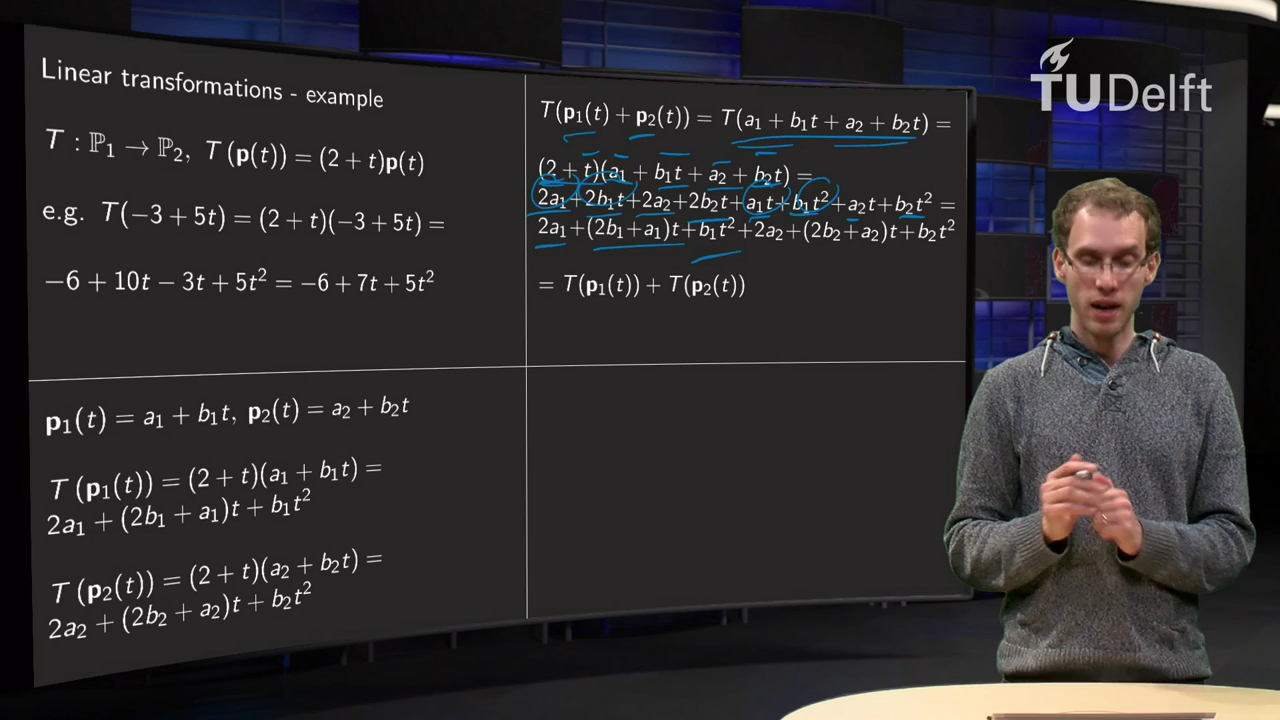 Linear transformations - example
T : ℙ₁ → ℙ₂, T (p(t)) = (2 + t)p(t)
e.g. T(−3 + 5t) = (2 + t)(−3 + 5t) =
−6 + 10t − 3t + 5t² = −6 + 7t + 5t²
p₁(t) = a₁ + b₁t, p₂(t) = a₂ + b₂t
T (p₁(t)) = (2 + t)(a₁ + b₁t) =
2a₁ + (2b₁ + a₁)t + b₁t²
T (p₂(t)) = (2 + t)(a₂ + b₂t) =
2a₂ + (2b₂ + a₂)t + b₂t²
T(p₁(t) + p₂(t)) = T(a₁ + b₁t + a₂ + b₂t) =
(2 + t)(a₁ + b₁t + a₂ + b₂t) =
2a₁+2b₁t+2a₂+2b₂t+a₁t+b₁t²+a₂t+b₂t² =
2a₁+(2b₁+a₁)t+b₁t²+2a₂+(2b₂+a₂)t+b₂t²
= T(p₁(t)) + T(p₂(t))
TUDelft